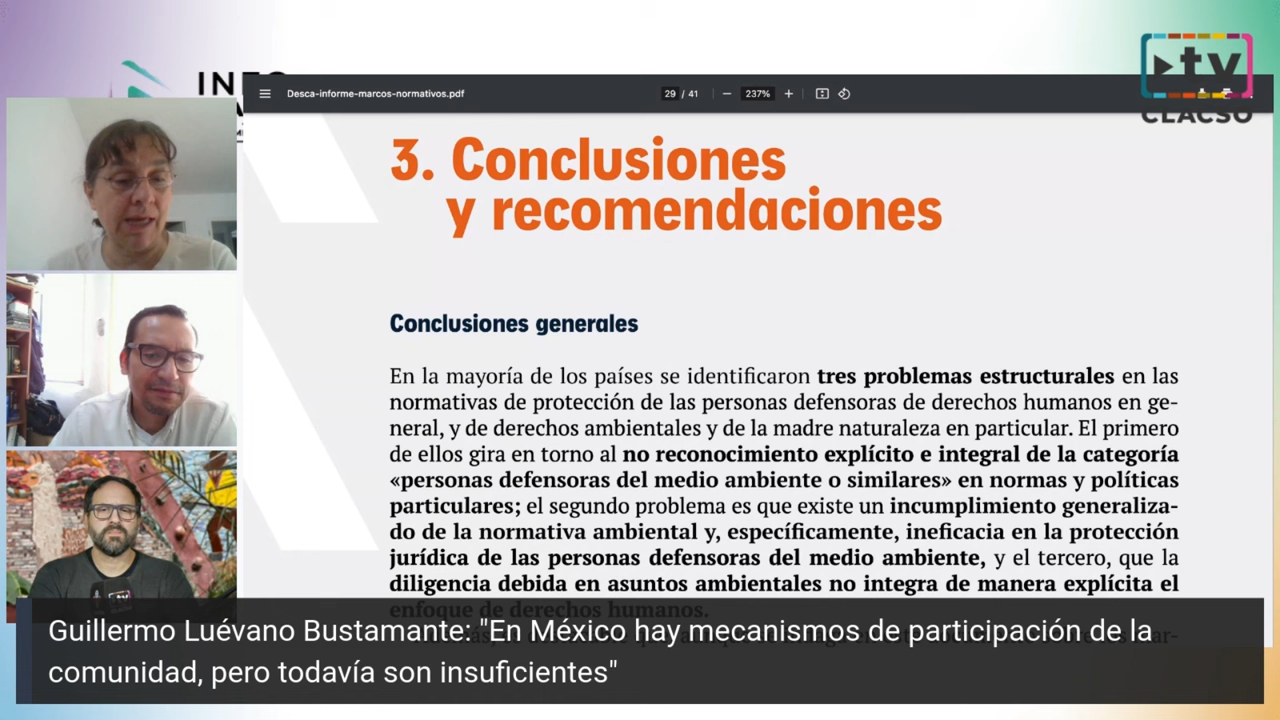 INFO
Desca-informe-marcos-normativos.pdf
29 / 41
237%
tv
CLACSO
3. Conclusiones
y recomendaciones
Conclusiones generales
En la mayoría de los países se identificaron tres problemas estructurales en las
normativas de protección de las personas defensoras de derechos humanos en ge-
neral, y de derechos ambientales y de la madre naturaleza en particular. El primero
de ellos gira en torno al no reconocimiento explícito e integral de la categoría
«personas defensoras del medio ambiente o similares» en normas y políticas
particulares; el segundo problema es que existe un incumplimiento generaliza-
do de la normativa ambiental y, específicamente, ineficacia en la protección
jurídica de las personas defensoras del medio ambiente, y el tercero, que la
diligencia debida en asuntos ambientales no integra de manera explícita el
enfoque de derechos humanos.
Guillermo Luévano Bustamante: "En México hay mecanismos de participación de la
comunidad, pero todavía son insuficientes"